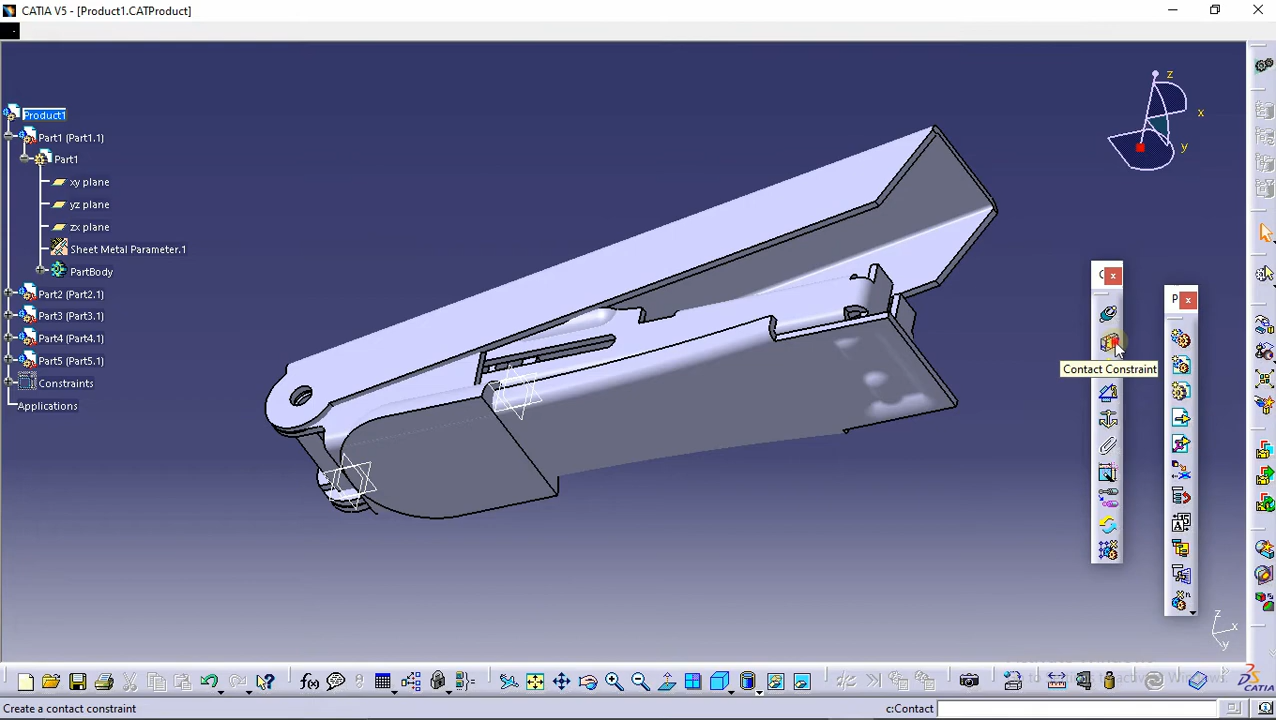 CATIA V5 - [Product1.CATProduct]
z
x
y
Product1
Part1 (Part1.1)
Part1
xy plane
yz plane
zx plane
Sheet Metal Parameter.1
PartBody
Part2 (Part2.1)
Part3 (Part3.1)
Part4 (Part4.1)
Part5 (Part5.1)
Constraints
Applications
C
P
Contact Constraint
z
x
y
f(x)
CATIA
Create a contact constraint
c:Contact